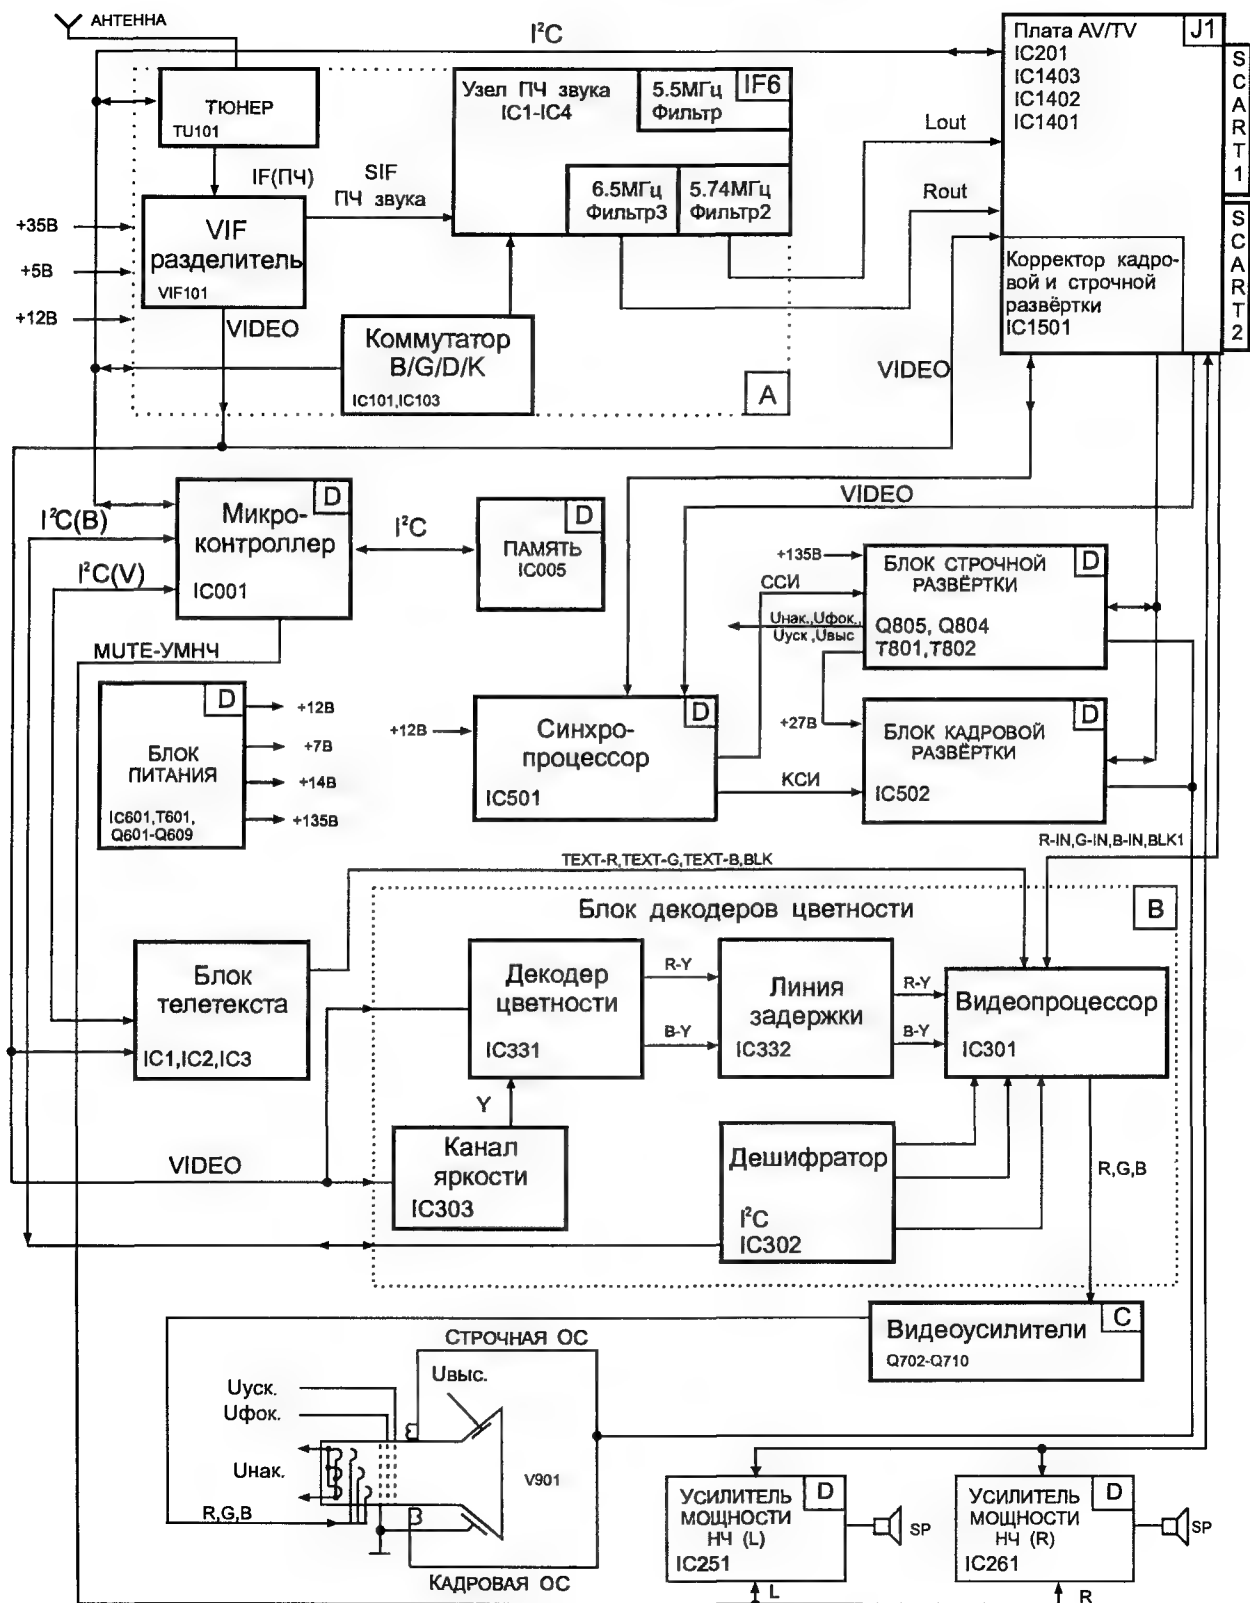 АНТЕННА
I²C
Плата AV/TV
J1
IC201
IC1403
IC1402
IC1401
SCART1
SCART2
ТЮНЕР
TU101
Узел ПЧ звука
IC1-IC4
5.5МГц
Фильтр
IF6
6.5МГц
Фильтр3
5.74МГц
Фильтр2
Lout
Rout
IF(ПЧ)
SIF
ПЧ звука
+35В
+5В
+12В
VIF
разделитель
VIF101
VIDEO
Корректор кадро-
вой и строчной
развёртки
IC1501
Коммутатор
B/G/D/K
IC101,IC103
A
VIDEO
I²C(B)
I²C(V)
Микро-
контроллер
IC001
D
I²C
ПАМЯТЬ
IC005
D
VIDEO
+135В
ССИ
БЛОК СТРОЧНОЙ
РАЗВЁРТКИ
D
Q805, Q804
T801,T802
Uнак.,Uфок.,
Uуск.,Uвыс
MUTE-УМНЧ
D
БЛОК
ПИТАНИЯ
IC601,T601,
Q601-Q609
+12В
+7В
+14В
+135В
+12В
Синхро-
процессор
IC501
D
+27В
КСИ
БЛОК КАДРОВОЙ
РАЗВЁРТКИ
IC502
D
R-IN,G-IN,B-IN,BLK1
TEXT-R,TEXT-G,TEXT-B,BLK
Блок декодеров цветности
B
Блок
телетекста
IC1,IC2,IC3
Декодер
цветности
IC331
R-Y
B-Y
Линия
задержки
IC332
R-Y
B-Y
Видеопроцессор
IC301
Y
VIDEO
Канал
яркости
IC303
Дешифратор
I²C
IC302
R,G,B
Видеоусилители
Q702-Q710
C
СТРОЧНАЯ ОС
Uвыс.
Uуск.
Uфок.
Uнак.
R,G,B
V901
КАДРОВАЯ ОС
УСИЛИТЕЛЬ
МОЩНОСТИ
НЧ (L)
IC251
D
SP
УСИЛИТЕЛЬ
МОЩНОСТИ
НЧ (R)
IC261
D
SP
L
R